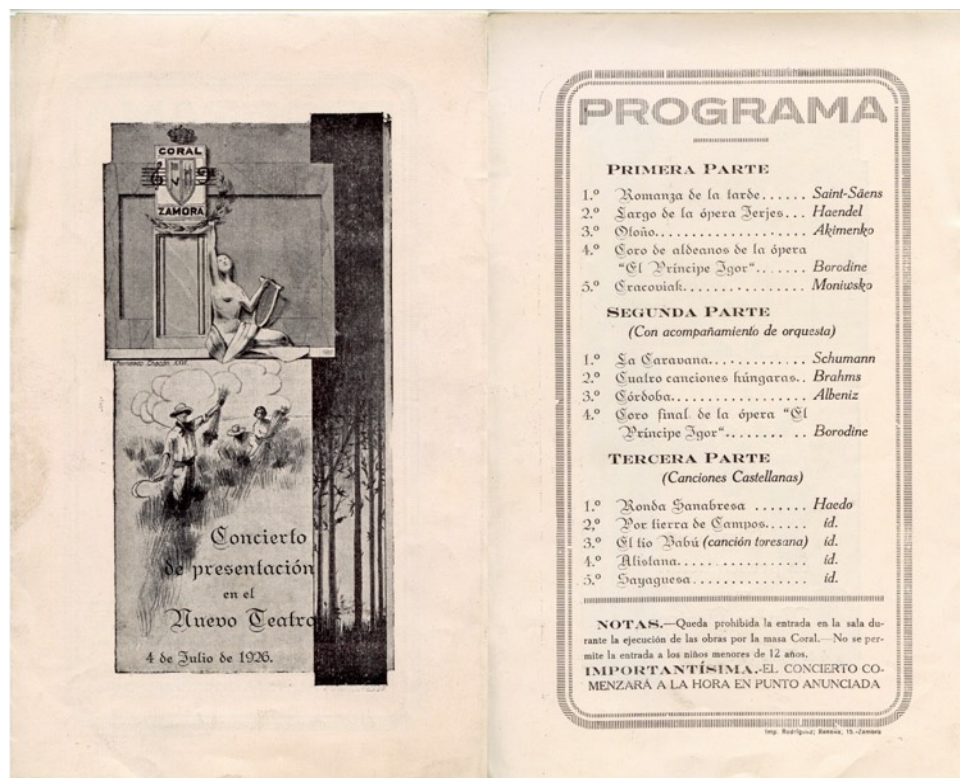 CORAL
ZAMORA
Concierto
de presentación
en el
Nuevo Teatro
4 de Julio de 1926.
PROGRAMA
PRIMERA PARTE
1.º Romanza de la tarde...... Saint-Säens
2.º Largo de la ópera Jerjes... Haendel
3.º Otoño.................. Akimenko
4.º Coro de aldeanos de la ópera
"El Príncipe Igor"....... Borodine
5.º Cracoviak............... Moniwsko
SEGUNDA PARTE
(Con acompañamiento de orquesta)
1.º La Caravana............ Schumann
2.º Cuatro canciones húngaras.. Brahms
3.º Córdoba............... Albeniz
4.º Coro final de la ópera "El
Príncipe Igor"........ .. Borodine
TERCERA PARTE
(Canciones Castellanas)
1.º Ronda Sanabresa ....... Haedo
2,º Por tierra de Campos...... id.
3.º El tío Babú (canción toresana) id.
4.º Alistana............... id.
5.º Sayaguesa............. id.
NOTAS.—Queda prohibida la entrada en la sala du-
rante la ejecución de las obras por la masa Coral.—No se per-
mite la entrada a los niños menores de 12 años.
IMPORTANTÍSIMA.-EL CONCIERTO CO-
MENZARÁ A LA HORA EN PUNTO ANUNCIADA
Imp. Rodríguez; Renova, 15.-Zamora